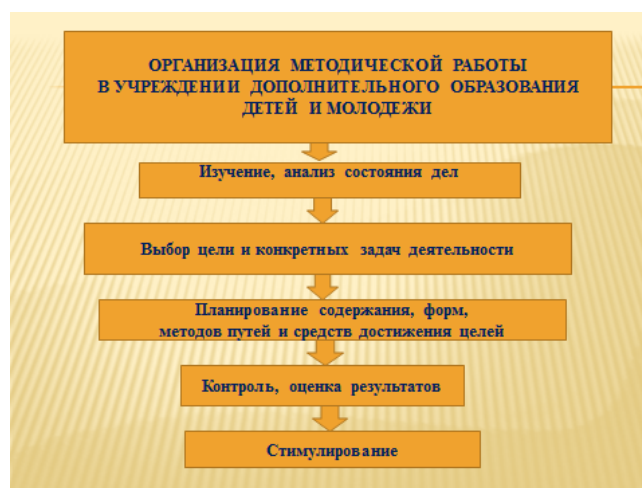 ОРГАНИЗАЦИЯ МЕТОДИЧЕСКОЙ РАБОТЫ
В УЧРЕЖДЕНИИ ДОПОЛНИТЕЛЬНОГО ОБРАЗОВАНИЯ
ДЕТЕЙ И МОЛОДЕЖИ
Изучение, анализ состояния дел
Выбор цели и конкретных задач деятельности
Планирование содержания, форм,
методов путей и средств достижения целей
Контроль, оценка результатов
Стимулирование